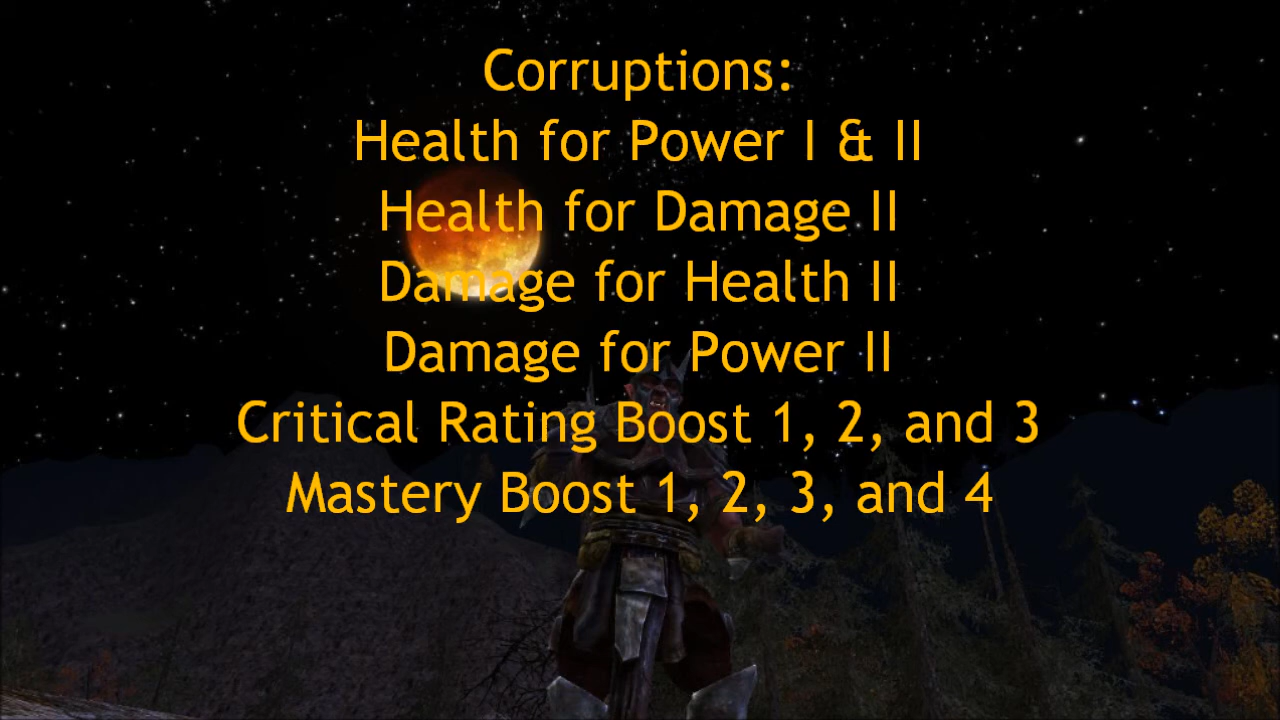 Corruptions:
Health for Power I & II
Health for Damage II
Damage for Health II
Damage for Power II
Critical Rating Boost 1, 2, and 3
Mastery Boost 1, 2, 3, and 4